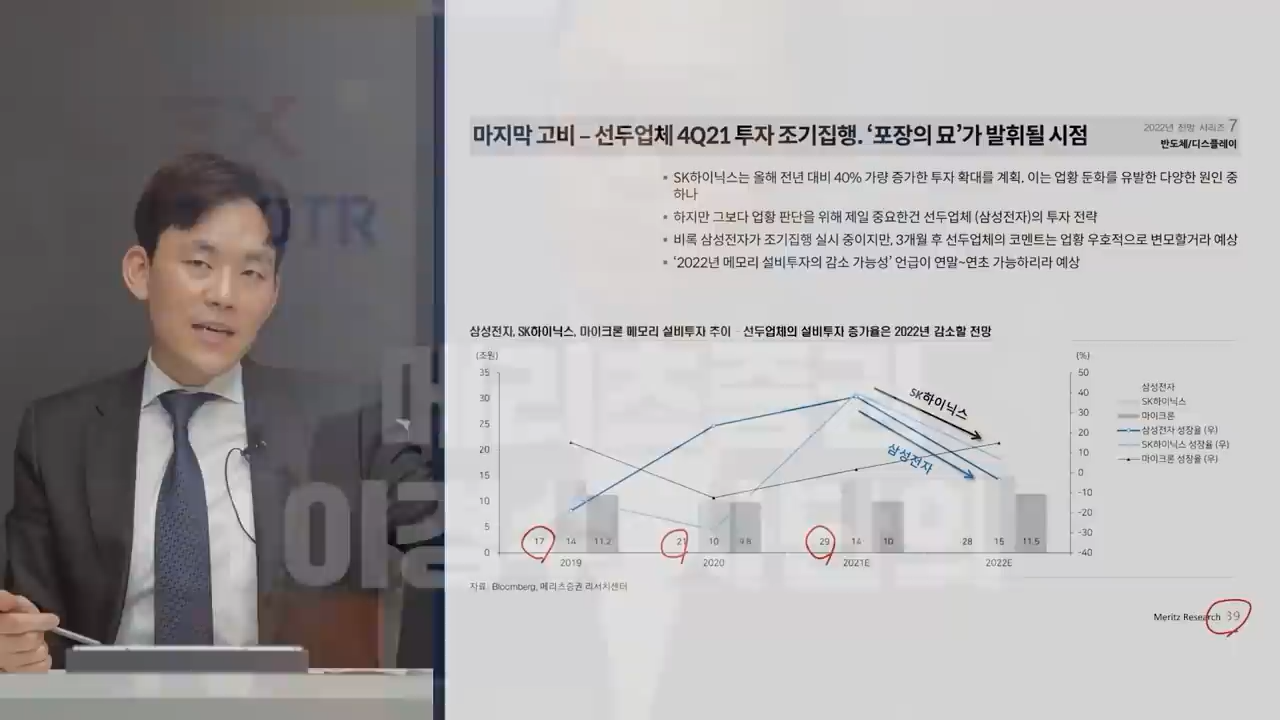 마지막 고비 – 선두업체 4Q21 투자 조기집행. ‘포장의 묘’가 발휘될 시점
2022년 전망 시리즈 7
반도체/디스플레이
▪ SK하이닉스는 올해 전년 대비 40% 가량 증가한 투자 확대를 계획. 이는 업황 둔화를 유발한 다양한 원인 중
하나
▪ 하지만 그보다 업황 판단을 위해 제일 중요한건 선두업체 (삼성전자)의 투자 전략
▪ 비록 삼성전자가 조기집행 실시 중이지만, 3개월 후 선두업체의 코멘트는 업황 우호적으로 변모할거라 예상
▪ ‘2022년 메모리 설비투자의 감소 가능성’ 언급이 연말~연초 가능하리라 예상
삼성전자, SK하이닉스, 마이크론 메모리 설비투자 추이 – 선두업체의 설비투자 증가율은 2022년 감소할 전망
(조원)
(%)
35
30
25
20
15
10
5
0
50
40
30
20
10
0
-10
-20
-30
-40
SK하이닉스
삼성전자
17 14 11.2
21 10 9.8
29 14 10
28 15 11.5
2019 2020 2021E 2022E
삼성전자
SK하이닉스
마이크론
삼성전자 성장율 (우)
SK하이닉스 성장율 (우)
마이크론 성장율 (우)
자료: Bloomberg, 메리츠증권 리서치센터
Meritz Research 39
메리츠증권